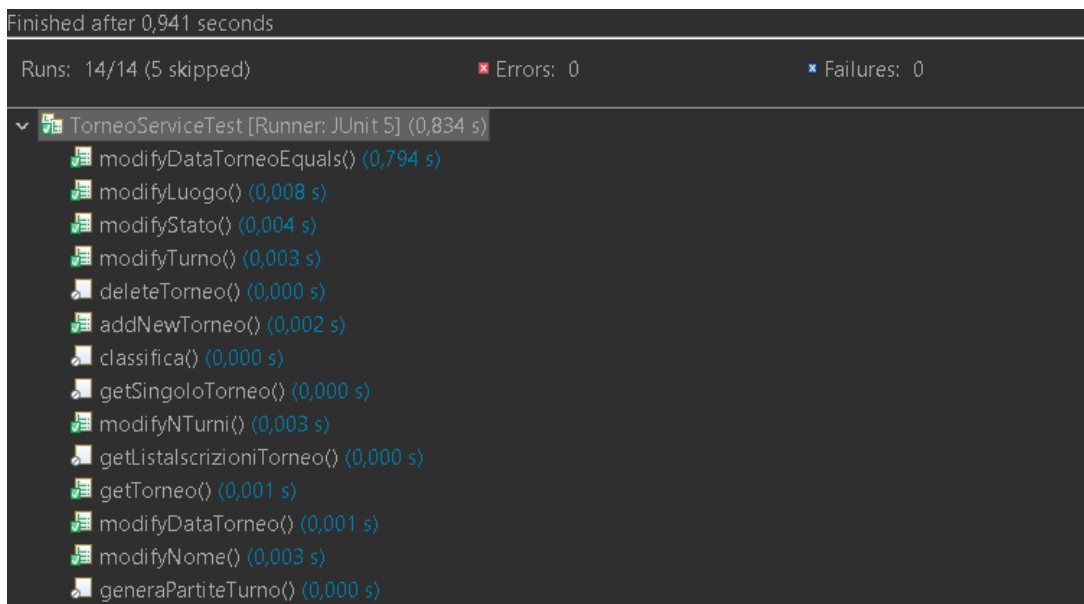 Finished after 0,941 seconds
Runs: 14/14 (5 skipped) Errors: 0 Failures: 0
TorneoServiceTest [Runner: JUnit 5] (0,834 s)
modifyDataTorneoEquals() (0,794 s)
modifyLuogo() (0,008 s)
modifyStato() (0,004 s)
modifyTurno() (0,003 s)
deleteTorneo() (0,000 s)
addNewTorneo() (0,002 s)
classifica() (0,000 s)
getSingoloTorneo() (0,000 s)
modifyNTurni() (0,003 s)
getListaIscrizioniTorneo() (0,000 s)
getTorneo() (0,001 s)
modifyDataTorneo() (0,001 s)
modifyNome() (0,003 s)
generaPartiteTurno() (0,000 s)